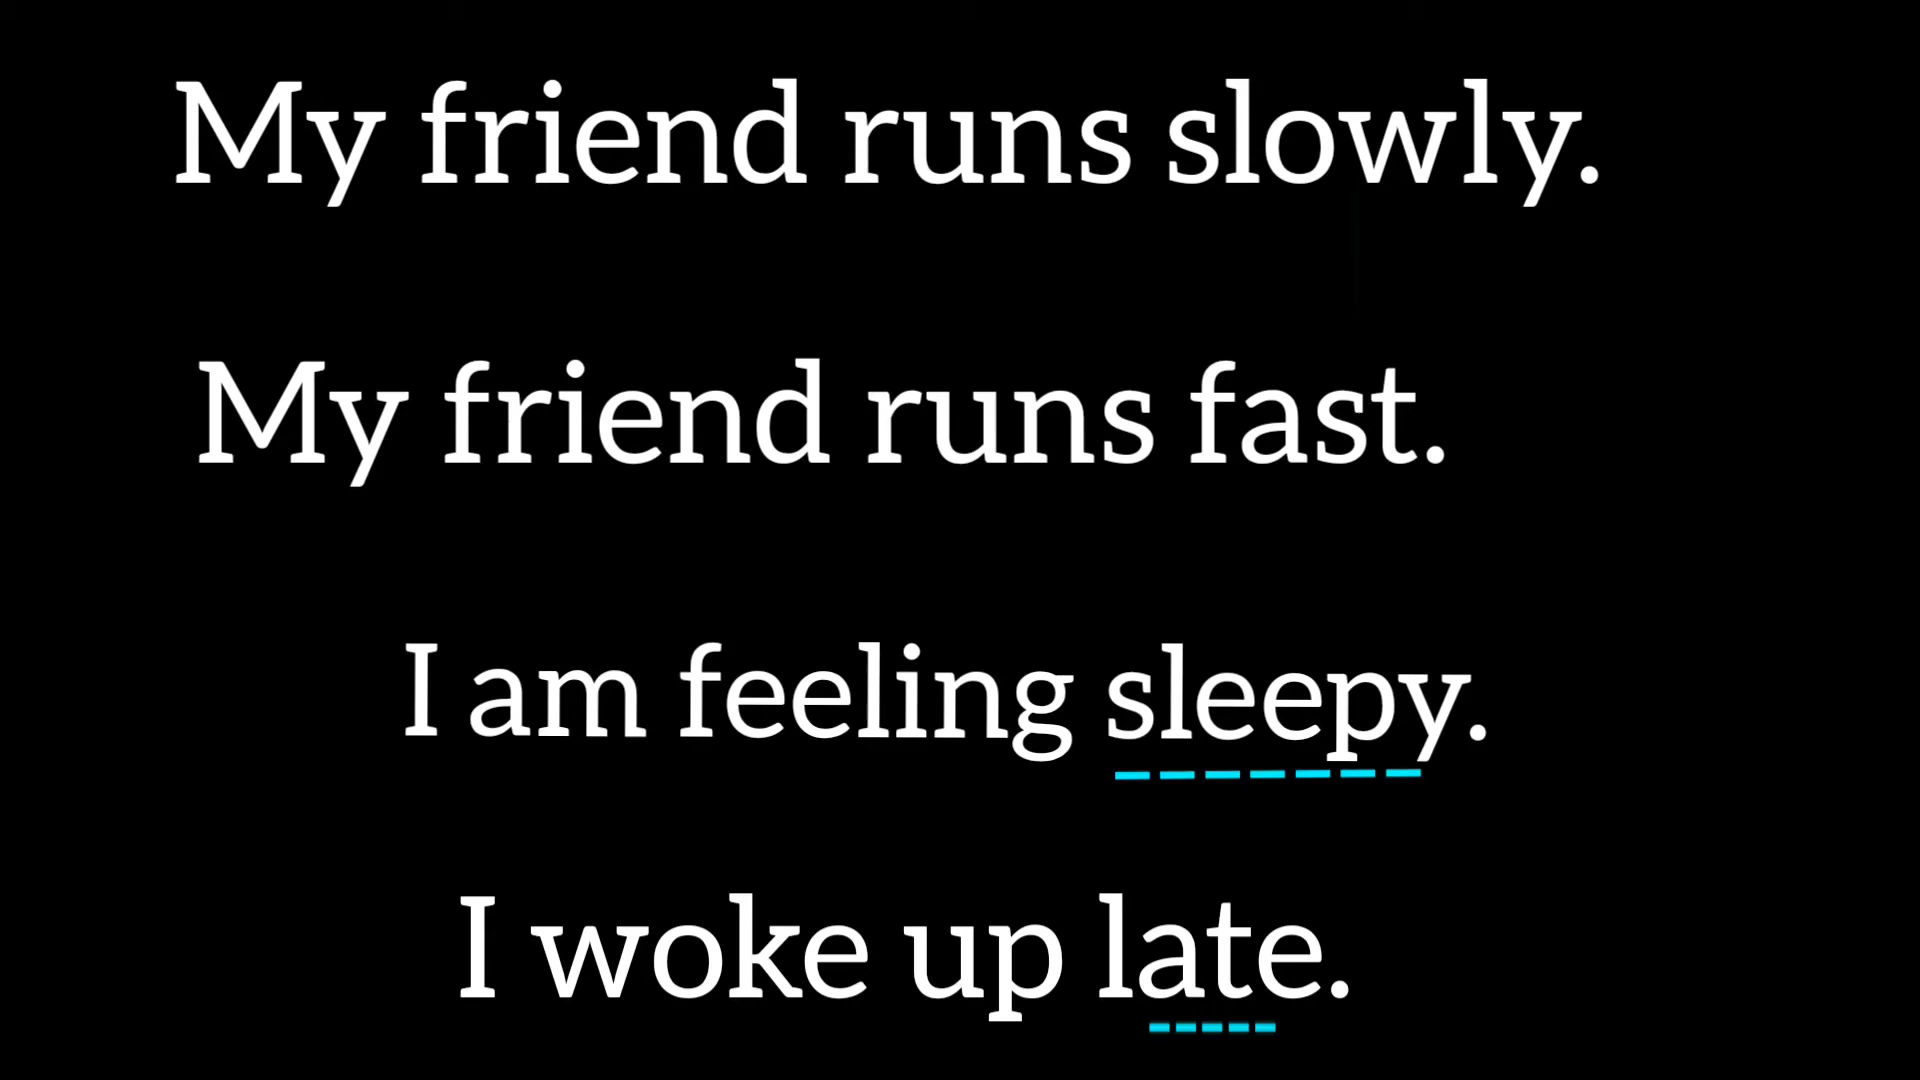 My friend runs slowly.
My friend runs fast.
I am feeling sleepy.
I woke up late.